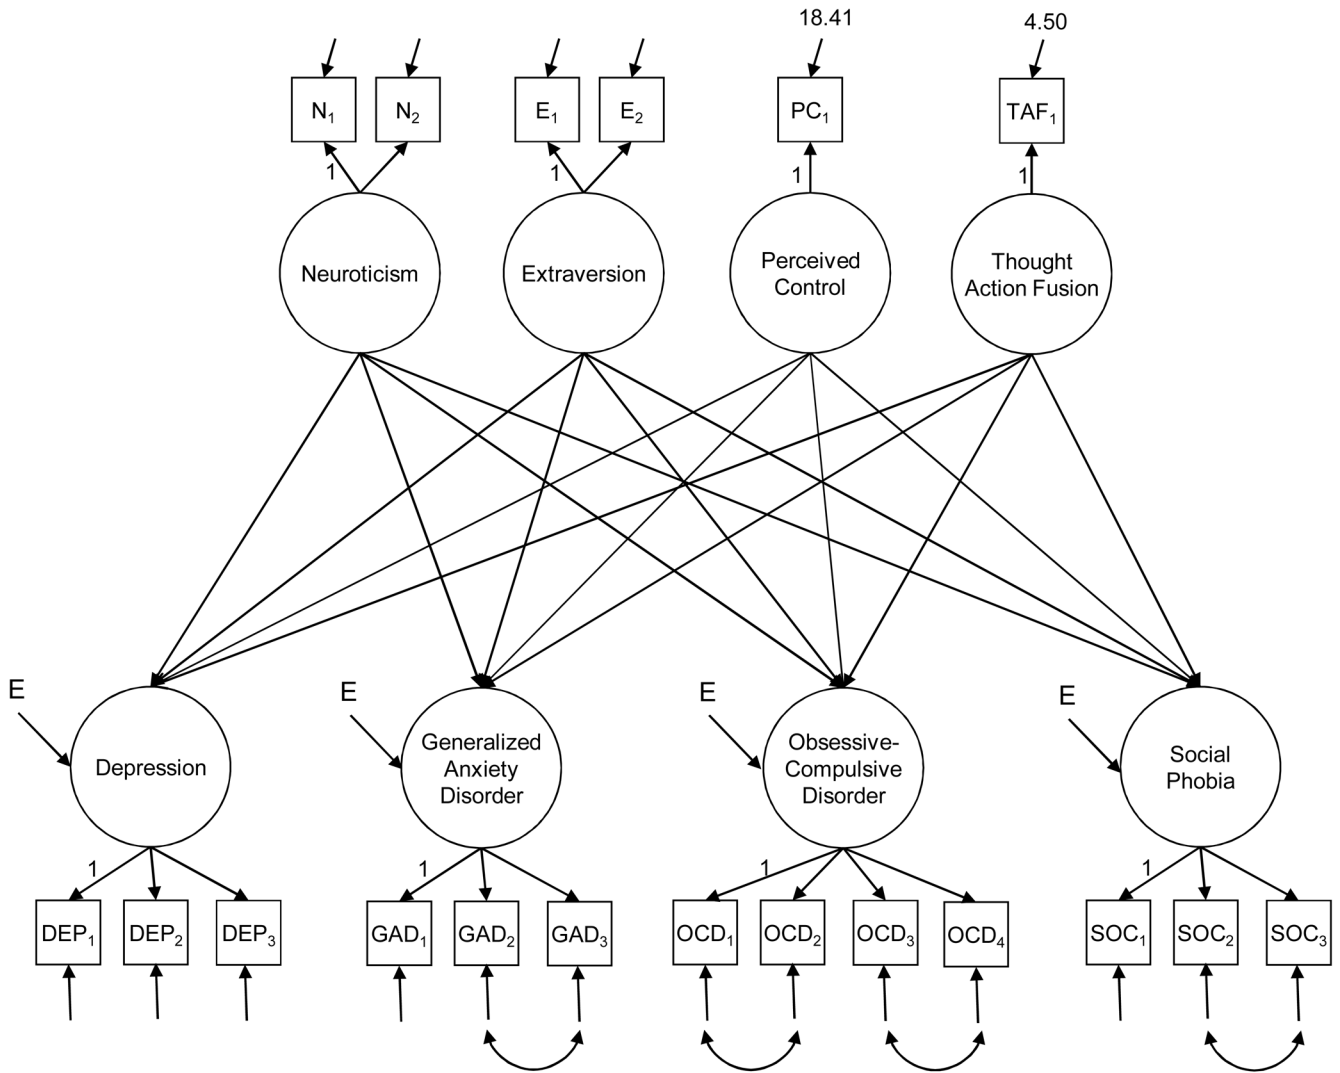 18.41
4.50
N1
N2
E1
E2
PC1
TAF1
1
1
1
1
Neuroticism
Extraversion
Perceived
Control
Thought
Action Fusion
E
E
E
E
Depression
Generalized
Anxiety
Disorder
Obsessive-
Compulsive
Disorder
Social
Phobia
1
1
1
1
DEP1
DEP2
DEP3
GAD1
GAD2
GAD3
OCD1
OCD2
OCD3
OCD4
SOC1
SOC2
SOC3